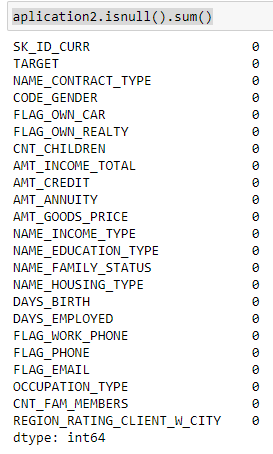 aplication2.isnull().sum()
SK_ID_CURR 0
TARGET 0
NAME_CONTRACT_TYPE 0
CODE_GENDER 0
FLAG_OWN_CAR 0
FLAG_OWN_REALTY 0
CNT_CHILDREN 0
AMT_INCOME_TOTAL 0
AMT_CREDIT 0
AMT_ANNUITY 0
AMT_GOODS_PRICE 0
NAME_INCOME_TYPE 0
NAME_EDUCATION_TYPE 0
NAME_FAMILY_STATUS 0
NAME_HOUSING_TYPE 0
DAYS_BIRTH 0
DAYS_EMPLOYED 0
FLAG_WORK_PHONE 0
FLAG_PHONE 0
FLAG_EMAIL 0
OCCUPATION_TYPE 0
CNT_FAM_MEMBERS 0
REGION_RATING_CLIENT_W_CITY 0
dtype: int64